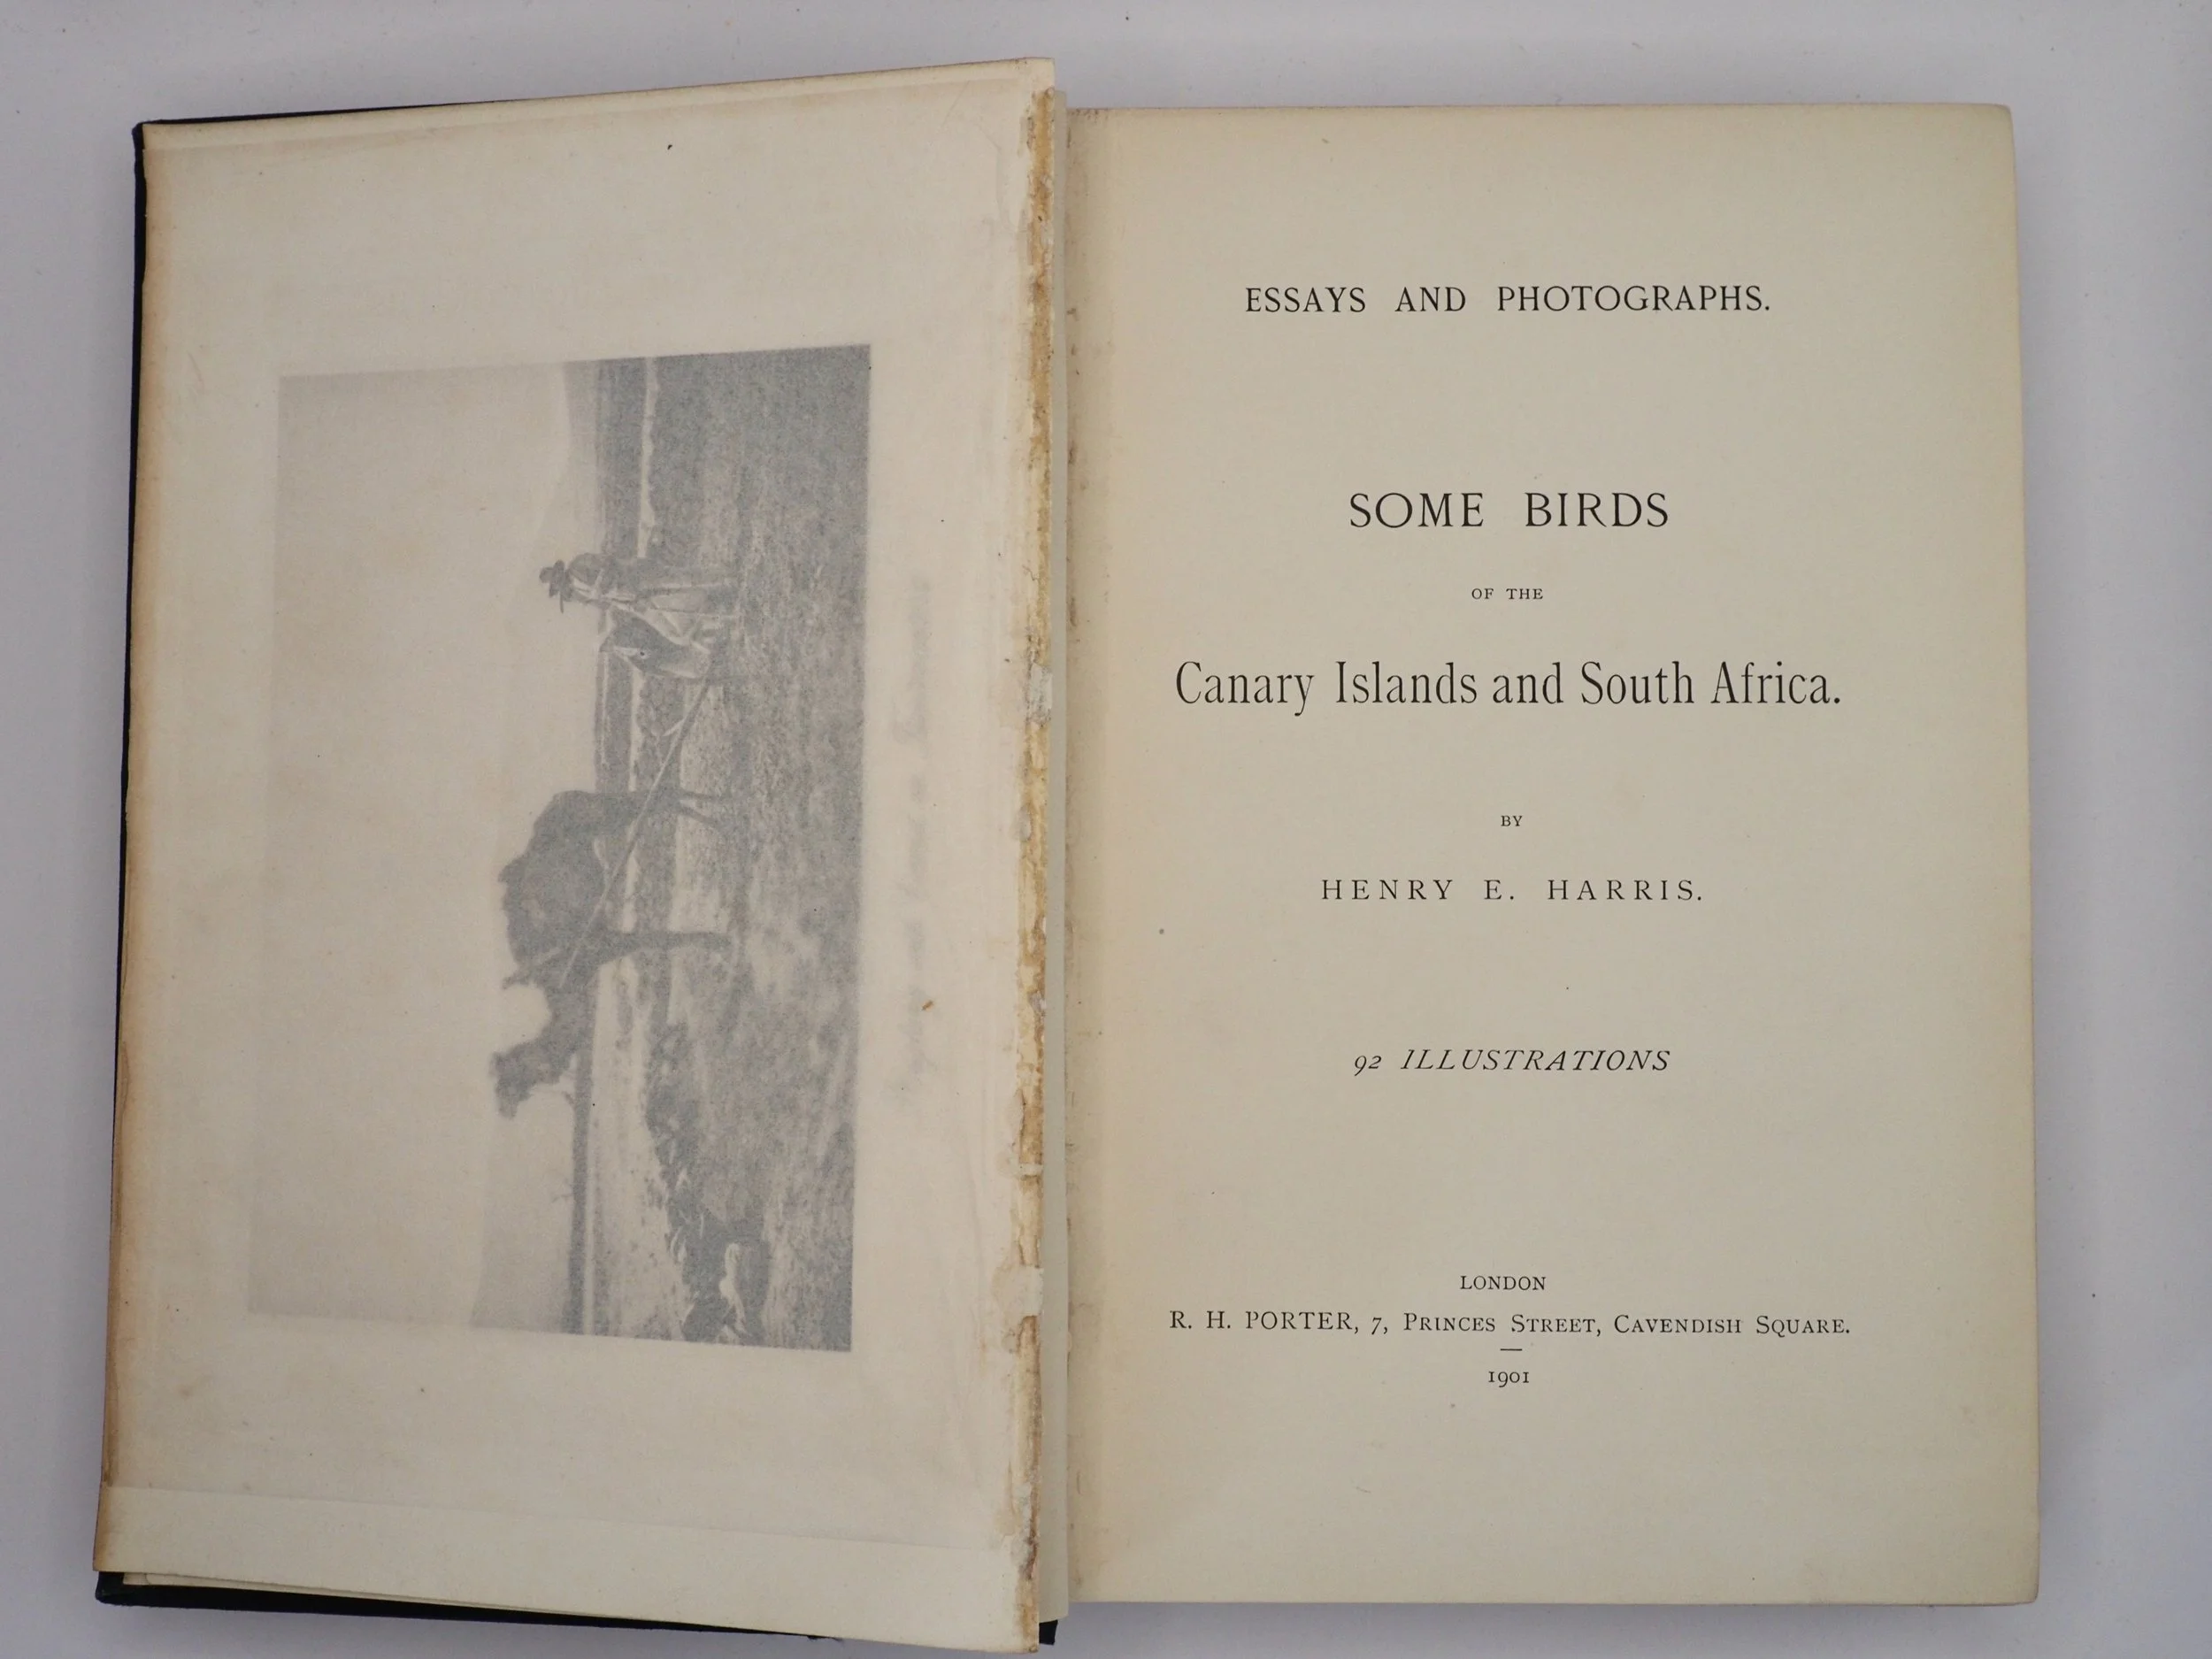 ESSAYS AND PHOTOGRAPHS.
SOME BIRDS
OF THE
Canary Islands and South Africa.
BY
HENRY E. HARRIS.
92 ILLUSTRATIONS
LONDON
R. H. PORTER, 7, PRINCES STREET, CAVENDISH SQUARE.
1901